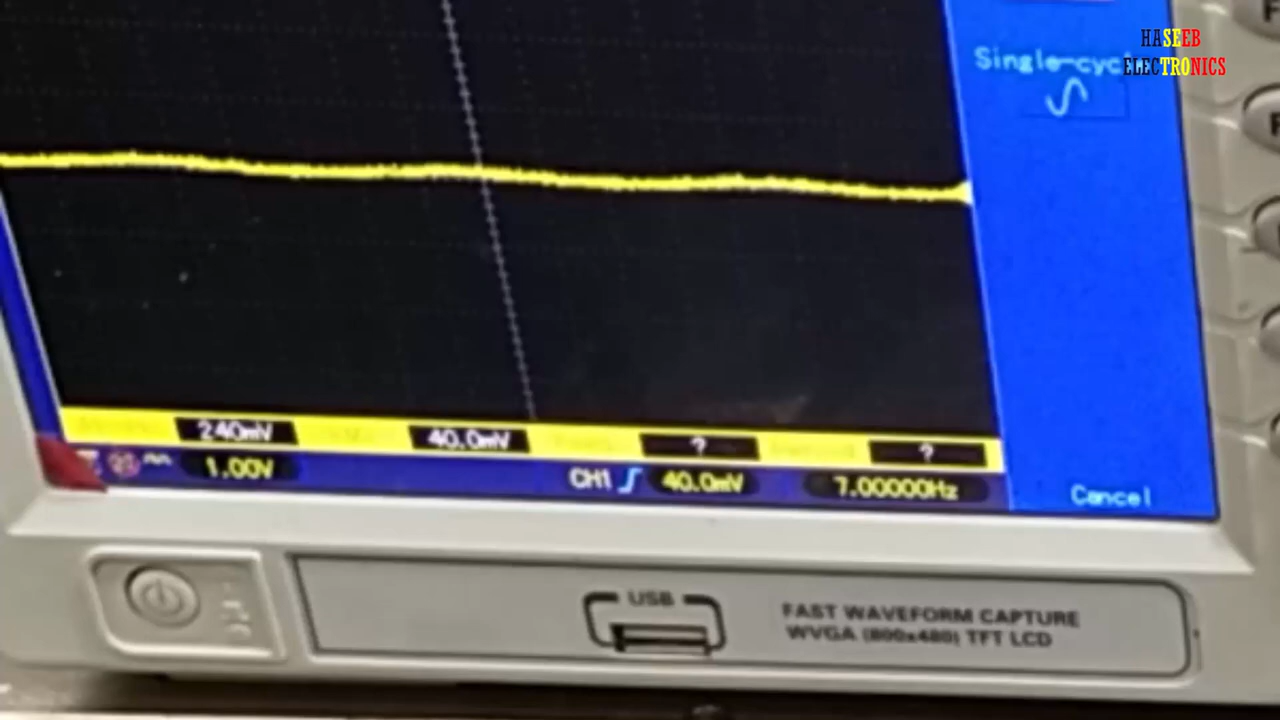 HASEEB
ELECTRONICS
Single-cycl
240mV 40.0mV ? ?
1.00V CH1 40.0mV 7.00000Hz
Cancel
USB
FAST WAVEFORM CAPTURE
WVGA (800x480) TFT LCD